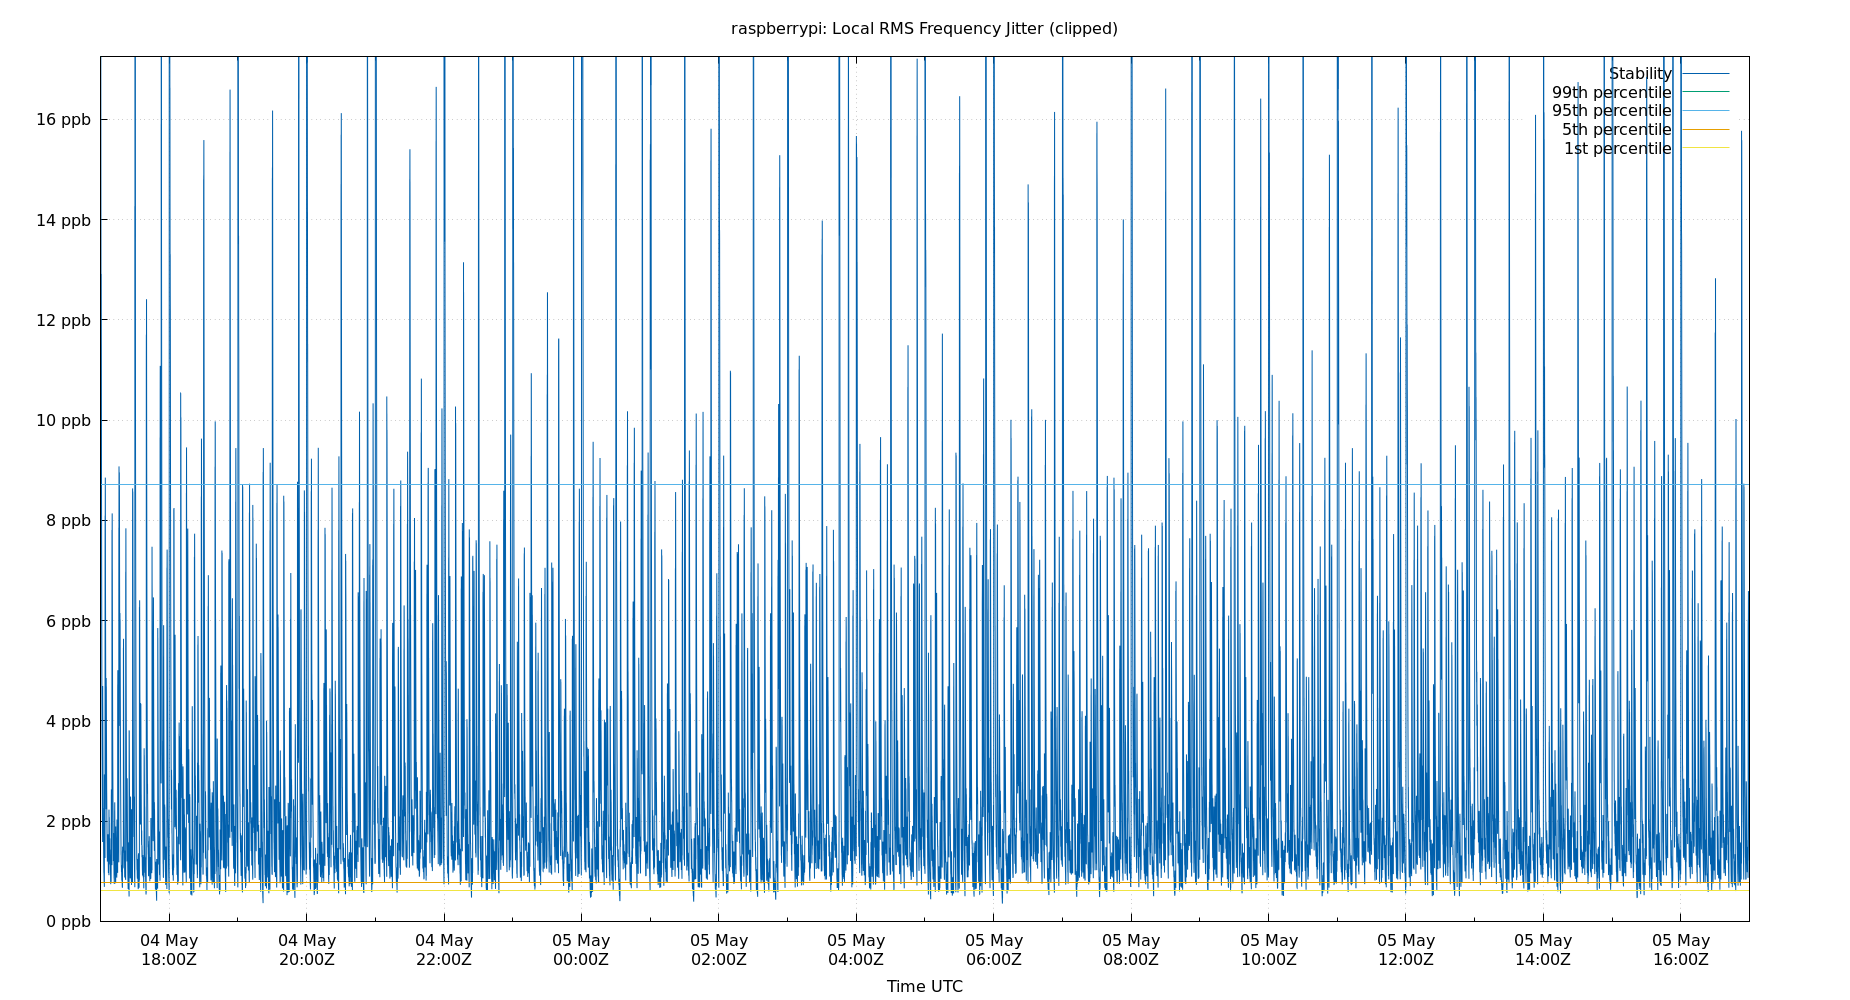 raspberrypi: Local RMS Frequency Jitter (clipped)
Stability
99th percentile
95th percentile
5th percentile
1st percentile
16 ppb
14 ppb
12 ppb
10 ppb
8 ppb
6 ppb
4 ppb
2 ppb
0 ppb
04 May 04 May 04 May 05 May 05 May 05 May 05 May 05 May 05 May 05 May 05 May 05 May
18:00Z 20:00Z 22:00Z 00:00Z 02:00Z 04:00Z 06:00Z 08:00Z 10:00Z 12:00Z 14:00Z 16:00Z
Time UTC